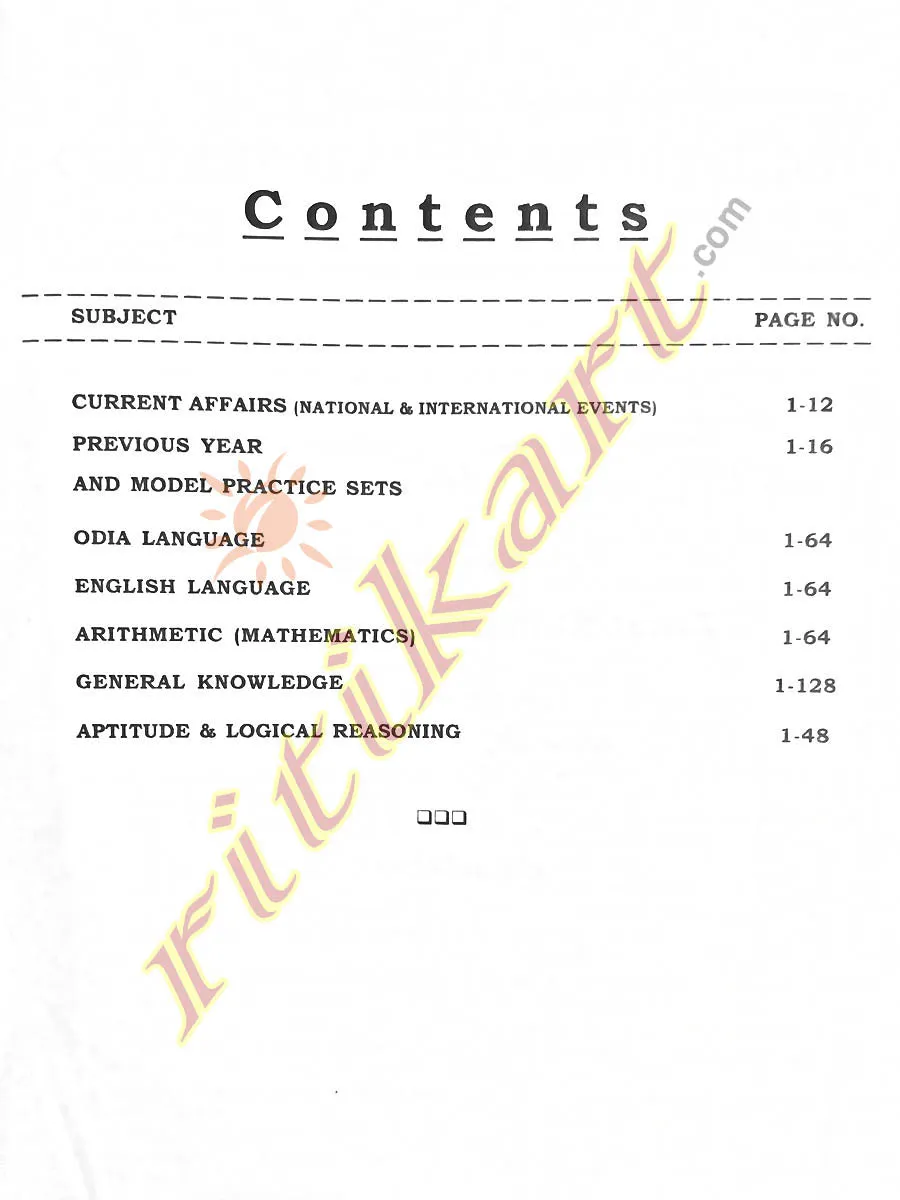 Contents
SUBJECT PAGE NO.
CURRENT AFFAIRS (NATIONAL & INTERNATIONAL EVENTS) 1-12
PREVIOUS YEAR 1-16
AND MODEL PRACTICE SETS
ODIA LANGUAGE 1-64
ENGLISH LANGUAGE 1-64
ARITHMETIC (MATHEMATICS) 1-64
GENERAL KNOWLEDGE 1-128
APTITUDE & LOGICAL REASONING 1-48
❑❑❑
ritikart.com